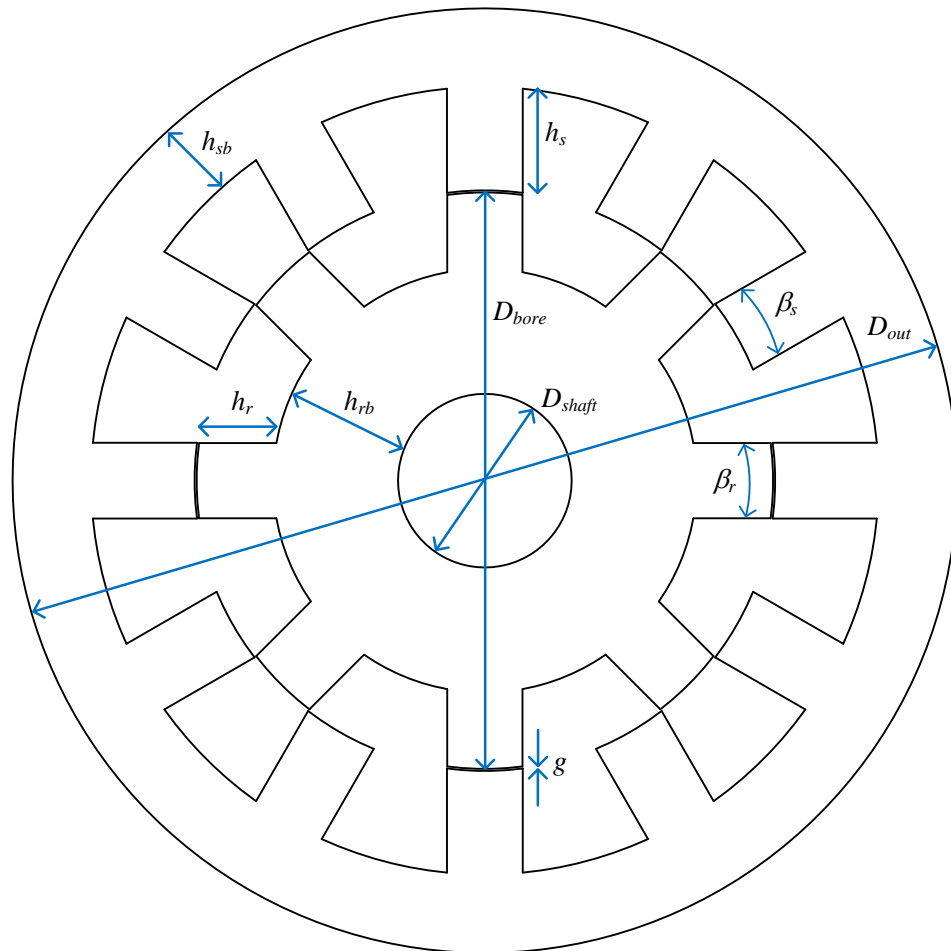 h_s
h_sb
D_bore
β_s
D_out
h_r
h_rb
D_shaft
β_r
g